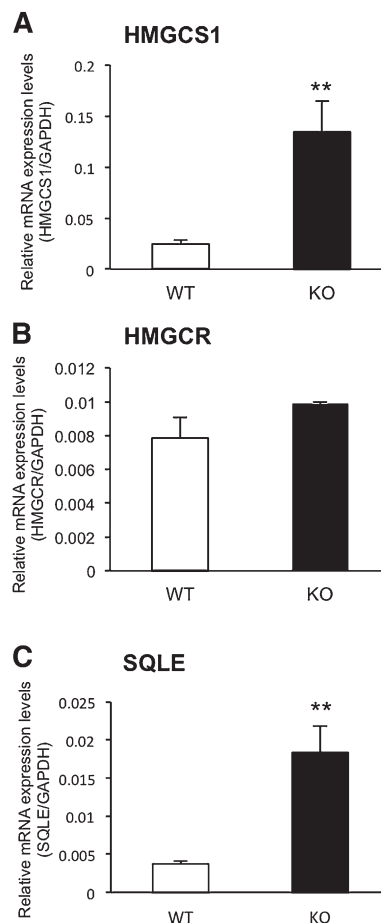 A
HMGCS1
Relative mRNA expression levels
(HMGCS1/GAPDH)
0.2
0.15
0.1
0.05
0
**
WT
KO
B
HMGCR
Relative mRNA expression levels
(HMGCR/GAPDH)
0.012
0.01
0.008
0.006
0.004
0.002
0
WT
KO
C
SQLE
Relative mRNA expression levels
(SQLE/GAPDH)
0.025
0.02
0.015
0.01
0.005
0
**
WT
KO